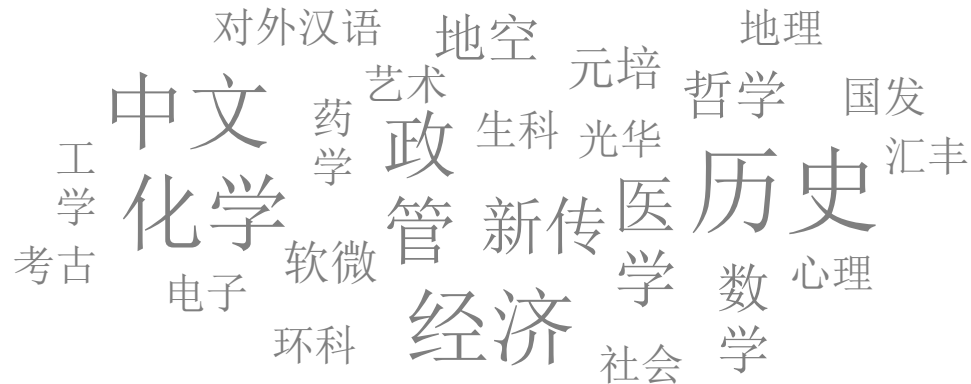 对外汉语
地空
地理
元培
艺术
哲学
国发
中文
药学
政管
生科
光华
汇丰
工学
化学
新传
医学
历史
考古
电子
软微
数学
心理
经济
环科
社会